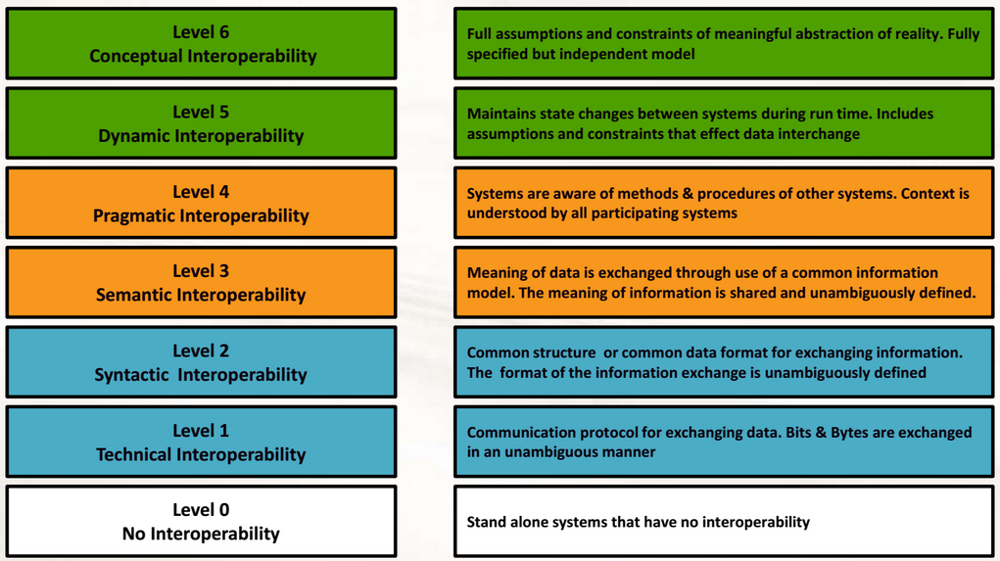 Level 6
Conceptual Interoperability
Full assumptions and constraints of meaningful abstraction of reality. Fully
specified but independent model
Level 5
Dynamic Interoperability
Maintains state changes between systems during run time. Includes
assumptions and constraints that effect data interchange
Level 4
Pragmatic Interoperability
Systems are aware of methods & procedures of other systems. Context is
understood by all participating systems
Level 3
Semantic Interoperability
Meaning of data is exchanged through use of a common information
model. The meaning of information is shared and unambiguously defined.
Level 2
Syntactic Interoperability
Common structure or common data format for exchanging information.
The format of the information exchange is unambiguously defined
Level 1
Technical Interoperability
Communication protocol for exchanging data. Bits & Bytes are exchanged
in an unambiguous manner
Level 0
No Interoperability
Stand alone systems that have no interoperability